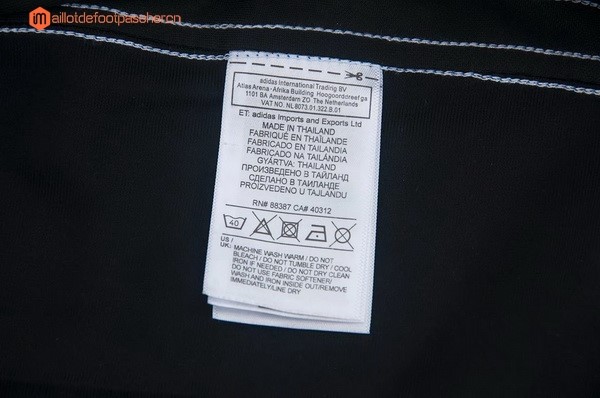 m aillotdefootpaschercn
adidas International Trading BV
Atlas Arena - Afrika Building Hoogoorddreef 9a
1101 BA Amsterdam ZO The Netherlands
VAT NO. NL 8073.01.322.B.01
ET: adidas Imports and Exports Ltd
MADE IN THAILAND
FABRIQUÉ EN THAÏLANDE
FABRICADO EN TAILANDIA
FABRICADO NA TAILÂNDIA
GYÁRTVA: THAILAND
ПРОИЗВЕДЕНО В ТАЙЛАНД
СДЕЛАНО В ТАИЛАНДЕ
PROIZVEDENO U TAJLANDU
RN# 88387 CA# 40312
40
US /
UK: MACHINE WASH WARM / DO NOT
BLEACH / DO NOT TUMBLE DRY / COOL
IRON IF NEEDED / DO NOT DRY CLEAN
DO NOT USE FABRIC SOFTENER/
WASH AND IRON INSIDE OUT/REMOVE
IMMEDIATELY/LINE DRY